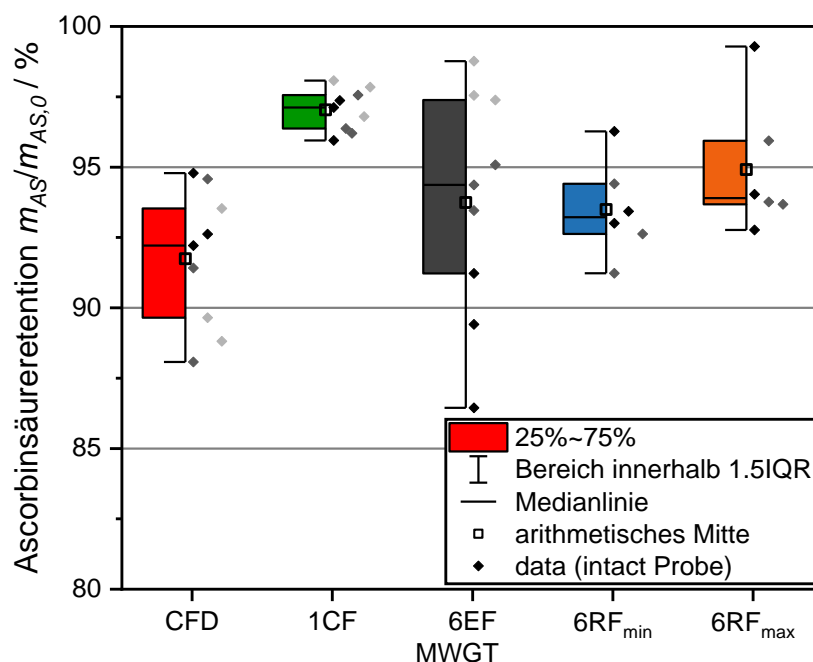 Ascorbinsäureretention m_AS/m_AS,0 / %
100
95
90
85
80
25%~75%
Bereich innerhalb 1.5IQR
Medianlinie
arithmetisches Mitte
data (intact Probe)
CFD 1CF 6EF 6RF_min 6RF_max
MWGT